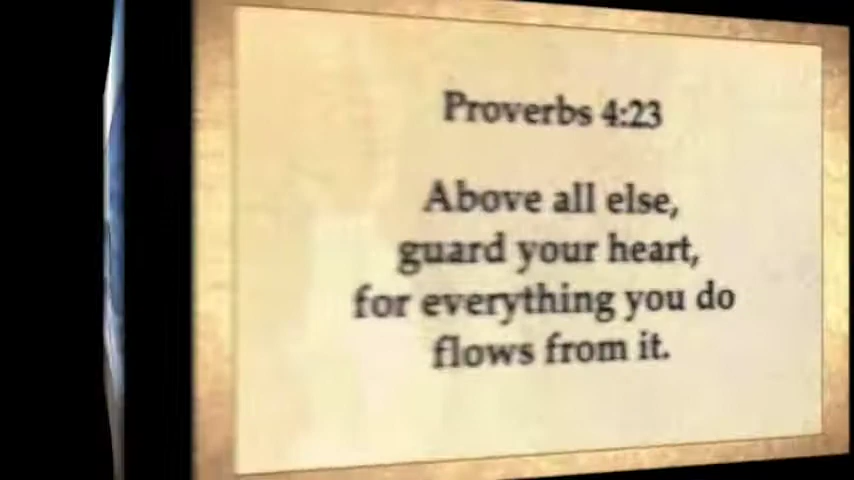 Proverbs 4:23
Above all else,
guard your heart,
for everything you do
flows from it.